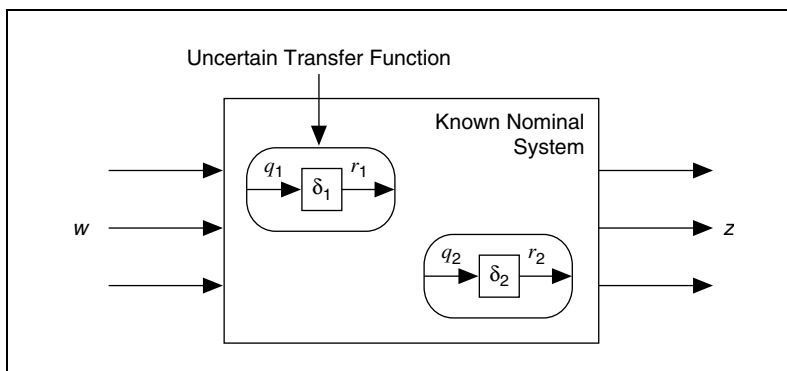 Uncertain Transfer Function
Known Nominal
System
q1 δ1 r1
w
z
q2 δ2 r2